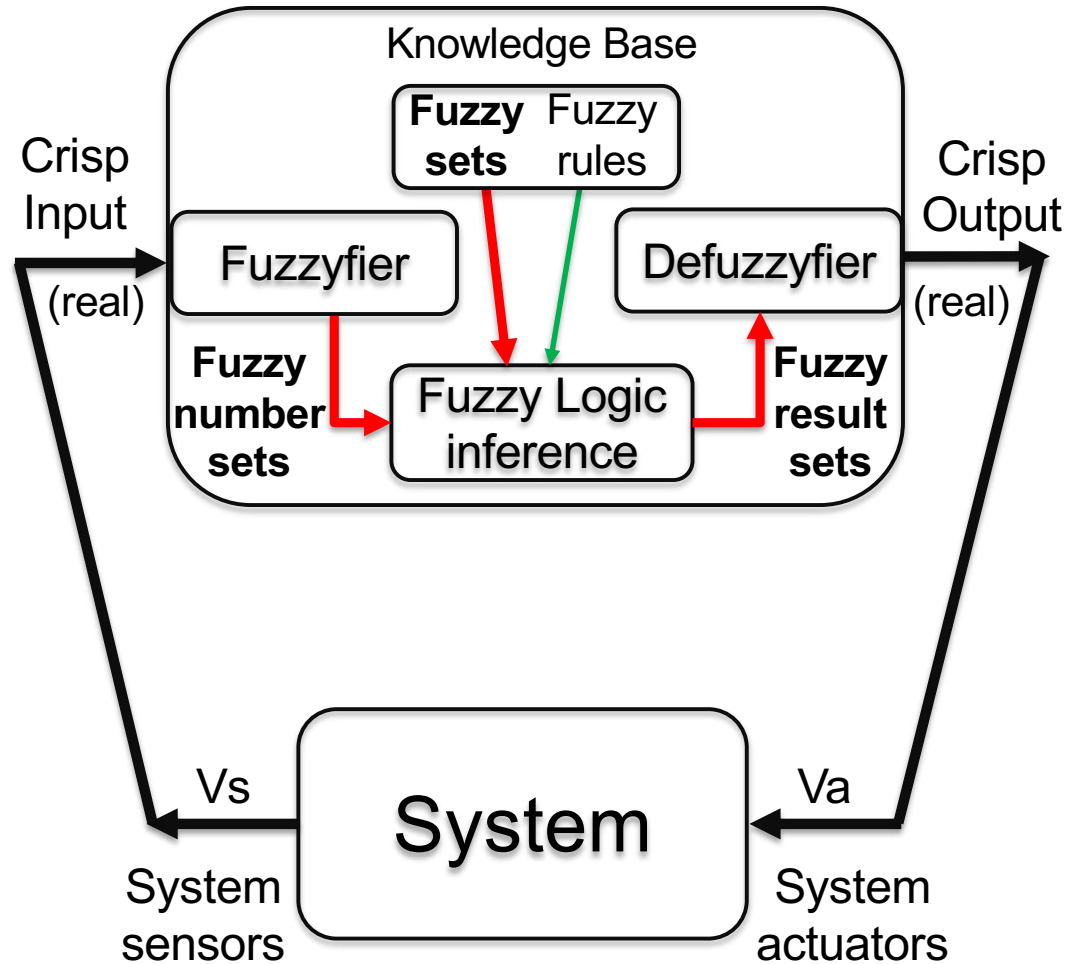 Knowledge Base
Fuzzy Fuzzy
sets rules
Crisp
Input
(real)
Fuzzyfier
Defuzzyfier
Crisp
Output
(real)
Fuzzy
number
sets
Fuzzy Logic
inference
Fuzzy
result
sets
Vs
System
Va
System
sensors
System
actuators